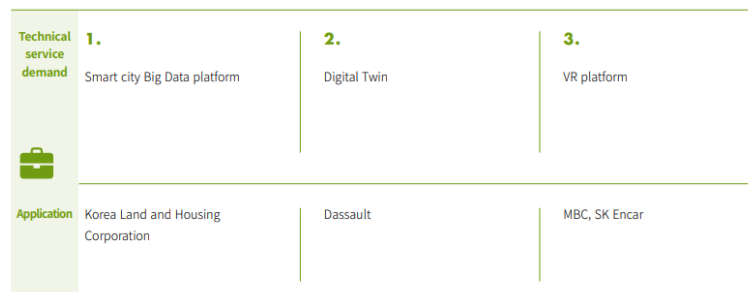 Technical
service
demand
1.
Smart city Big Data platform
2.
Digital Twin
3.
VR platform
Application
Korea Land and Housing
Corporation
Dassault
MBC, SK Encar